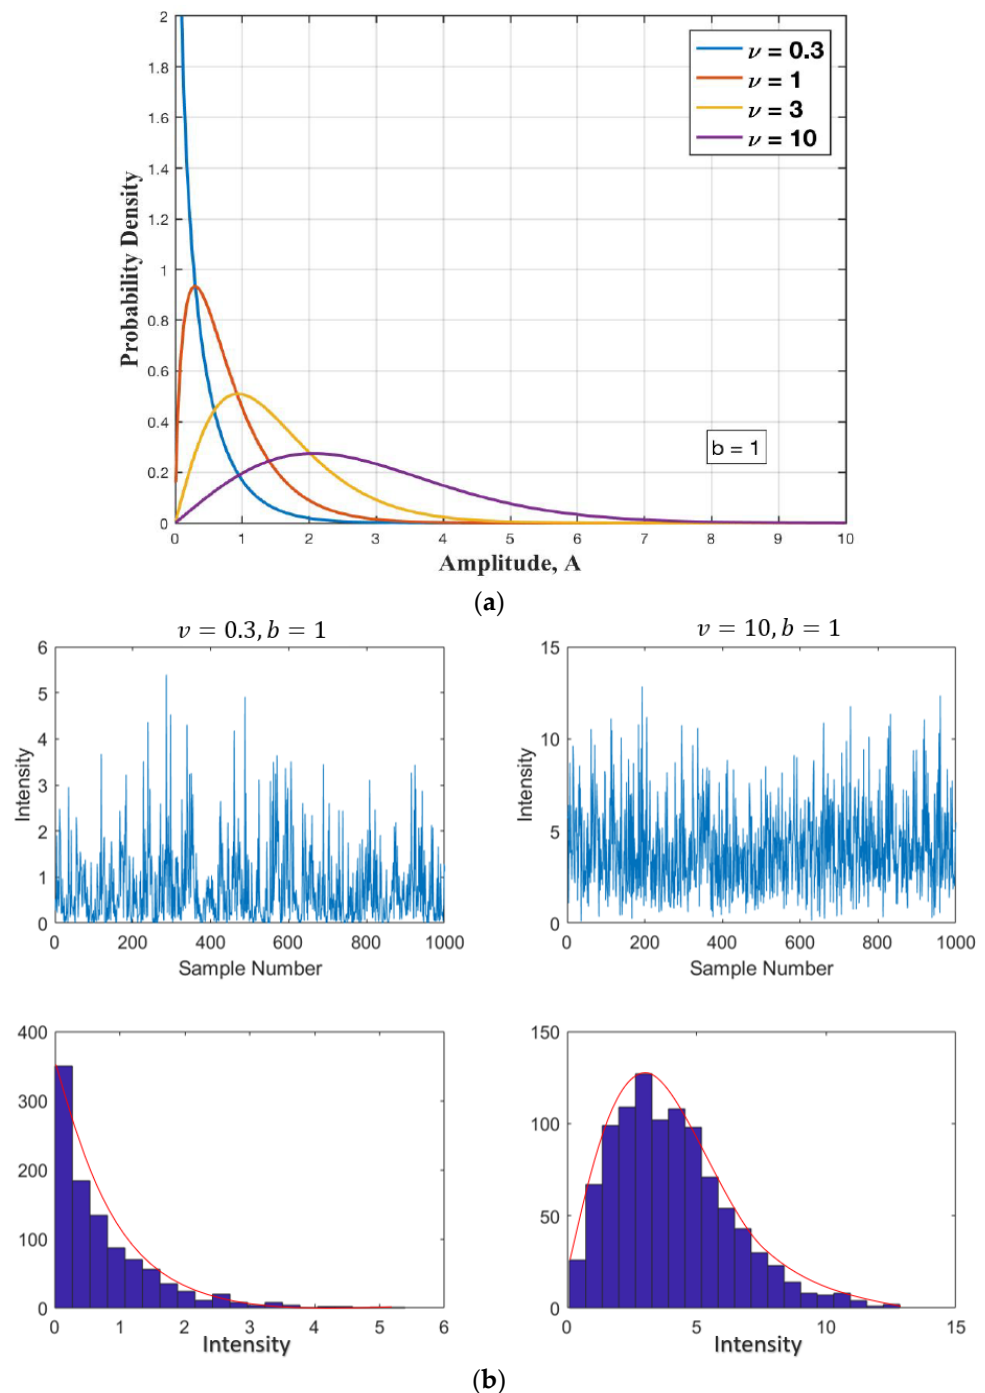 2
1.8
1.6
1.4
1.2
1
0.8
0.6
0.4
0.2
0
Probability Density
ν = 0.3
ν = 1
ν = 3
ν = 10
b = 1
0 1 2 3 4 5 6 7 8 9 10
Amplitude, A
(a)
v = 0.3, b = 1
6
5
4
3
2
1
0
Intensity
0 200 400 600 800 1000
Sample Number
v = 10, b = 1
15
10
5
0
Intensity
0 200 400 600 800 1000
Sample Number
400
300
200
100
0
0 1 2 3 4 5 6
Intensity
150
100
50
0
0 5 10 15
Intensity
(b)